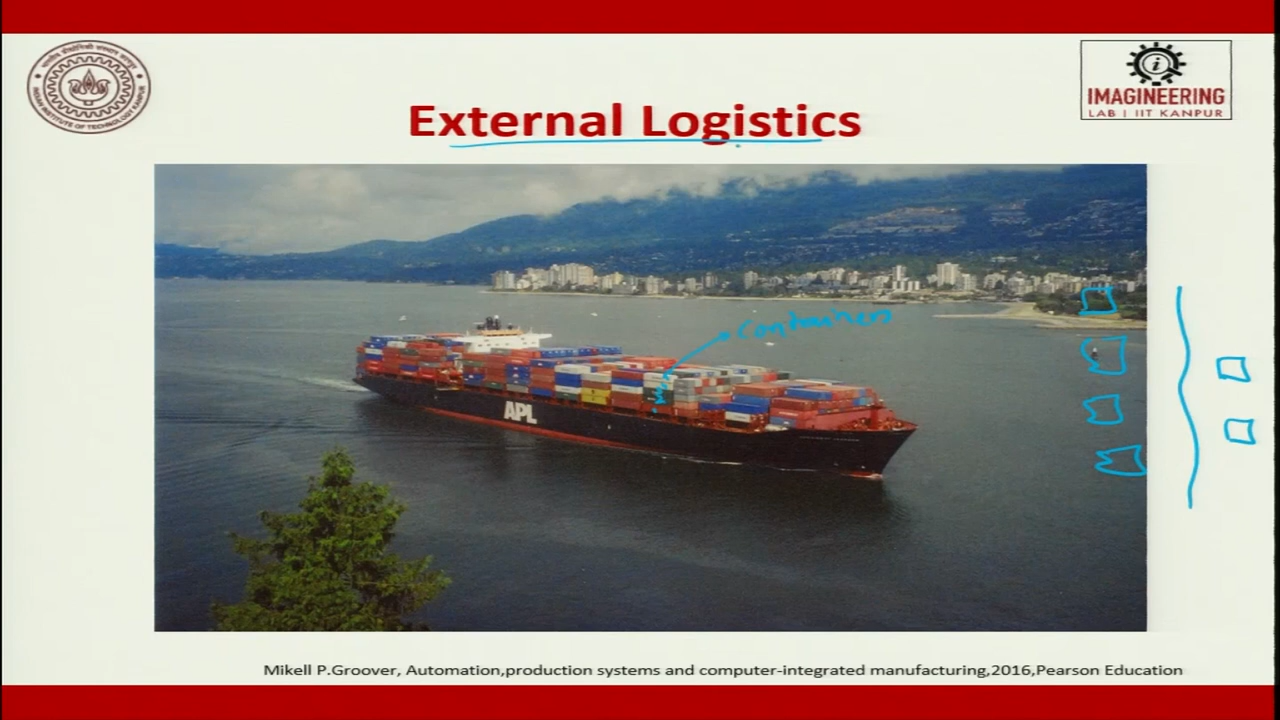 IMAGINEERING
LAB | IIT KANPUR
External Logistics
Containers
APL
Mikell P.Groover, Automation,production systems and computer-integrated manufacturing,2016,Pearson Education